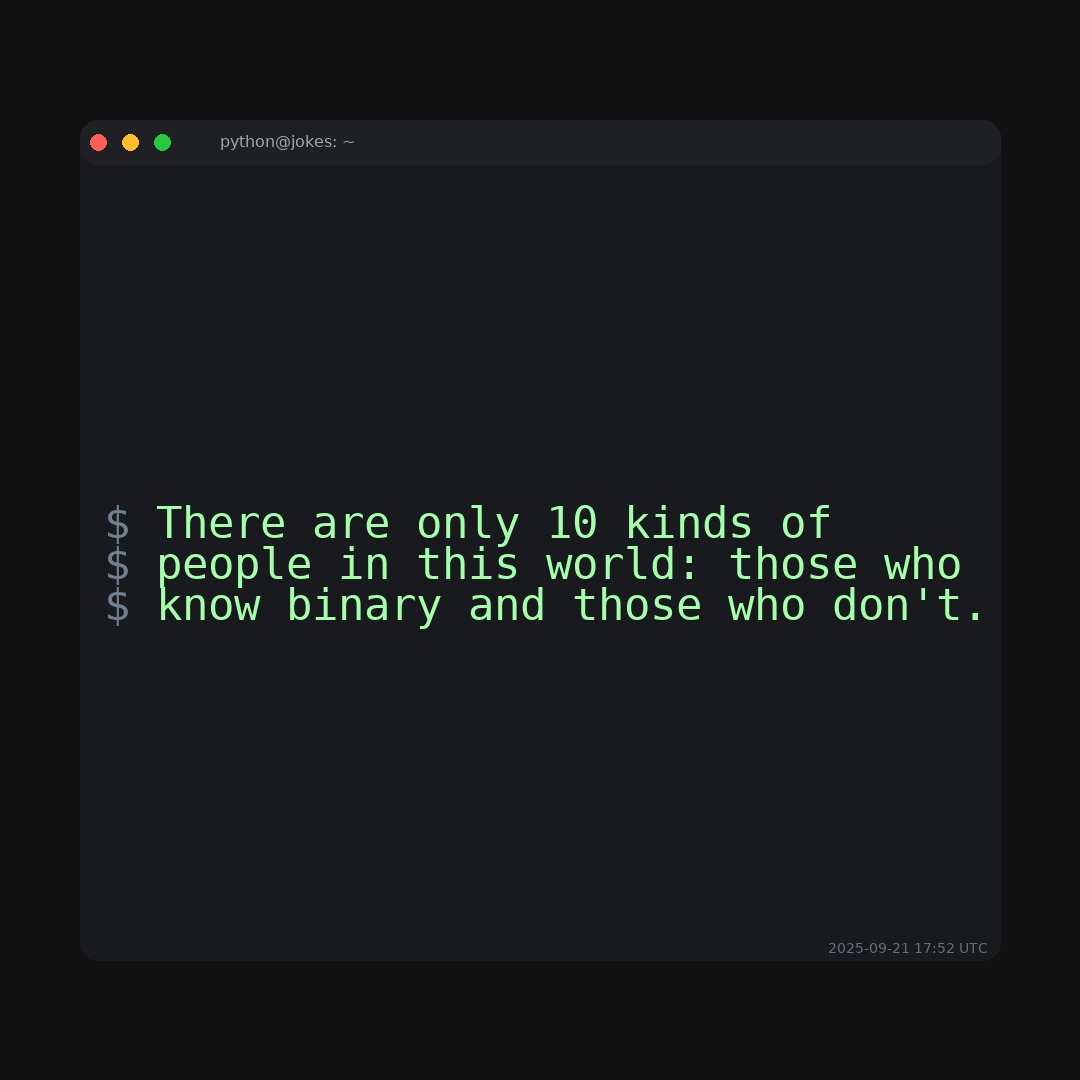 python@jokes: ~
$ There are only 10 kinds of
$ people in this world: those who
$ know binary and those who don't.
2025-09-21 17:52 UTC